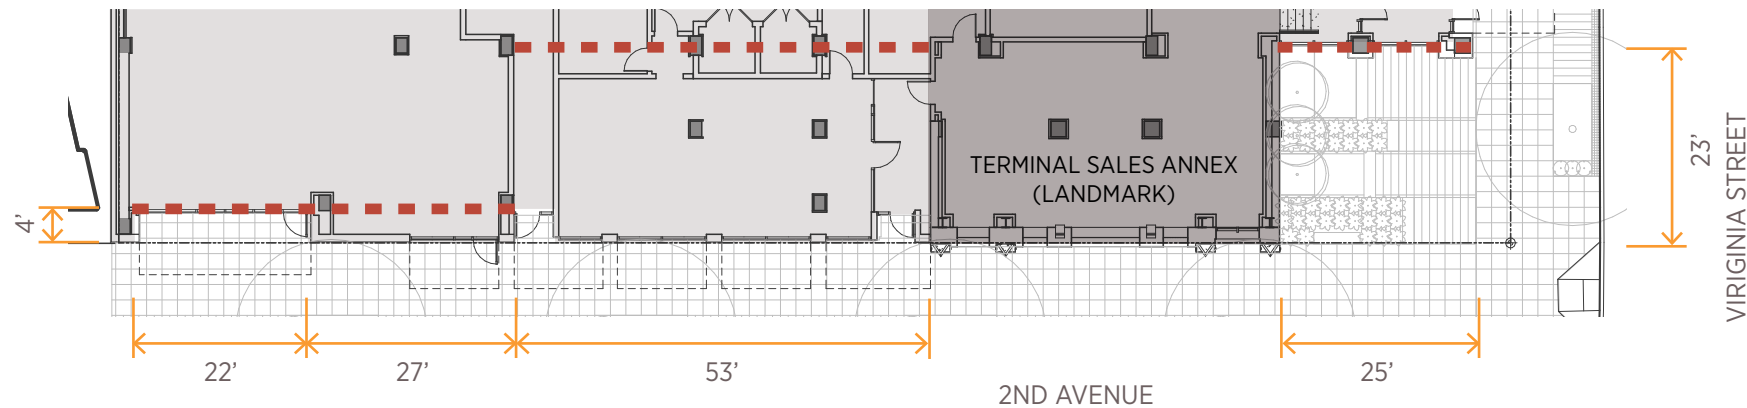 TERMINAL SALES ANNEX
(LANDMARK)
4’
23’
VIRIGINIA STREET
22’
27’
53’
25’
2ND AVENUE